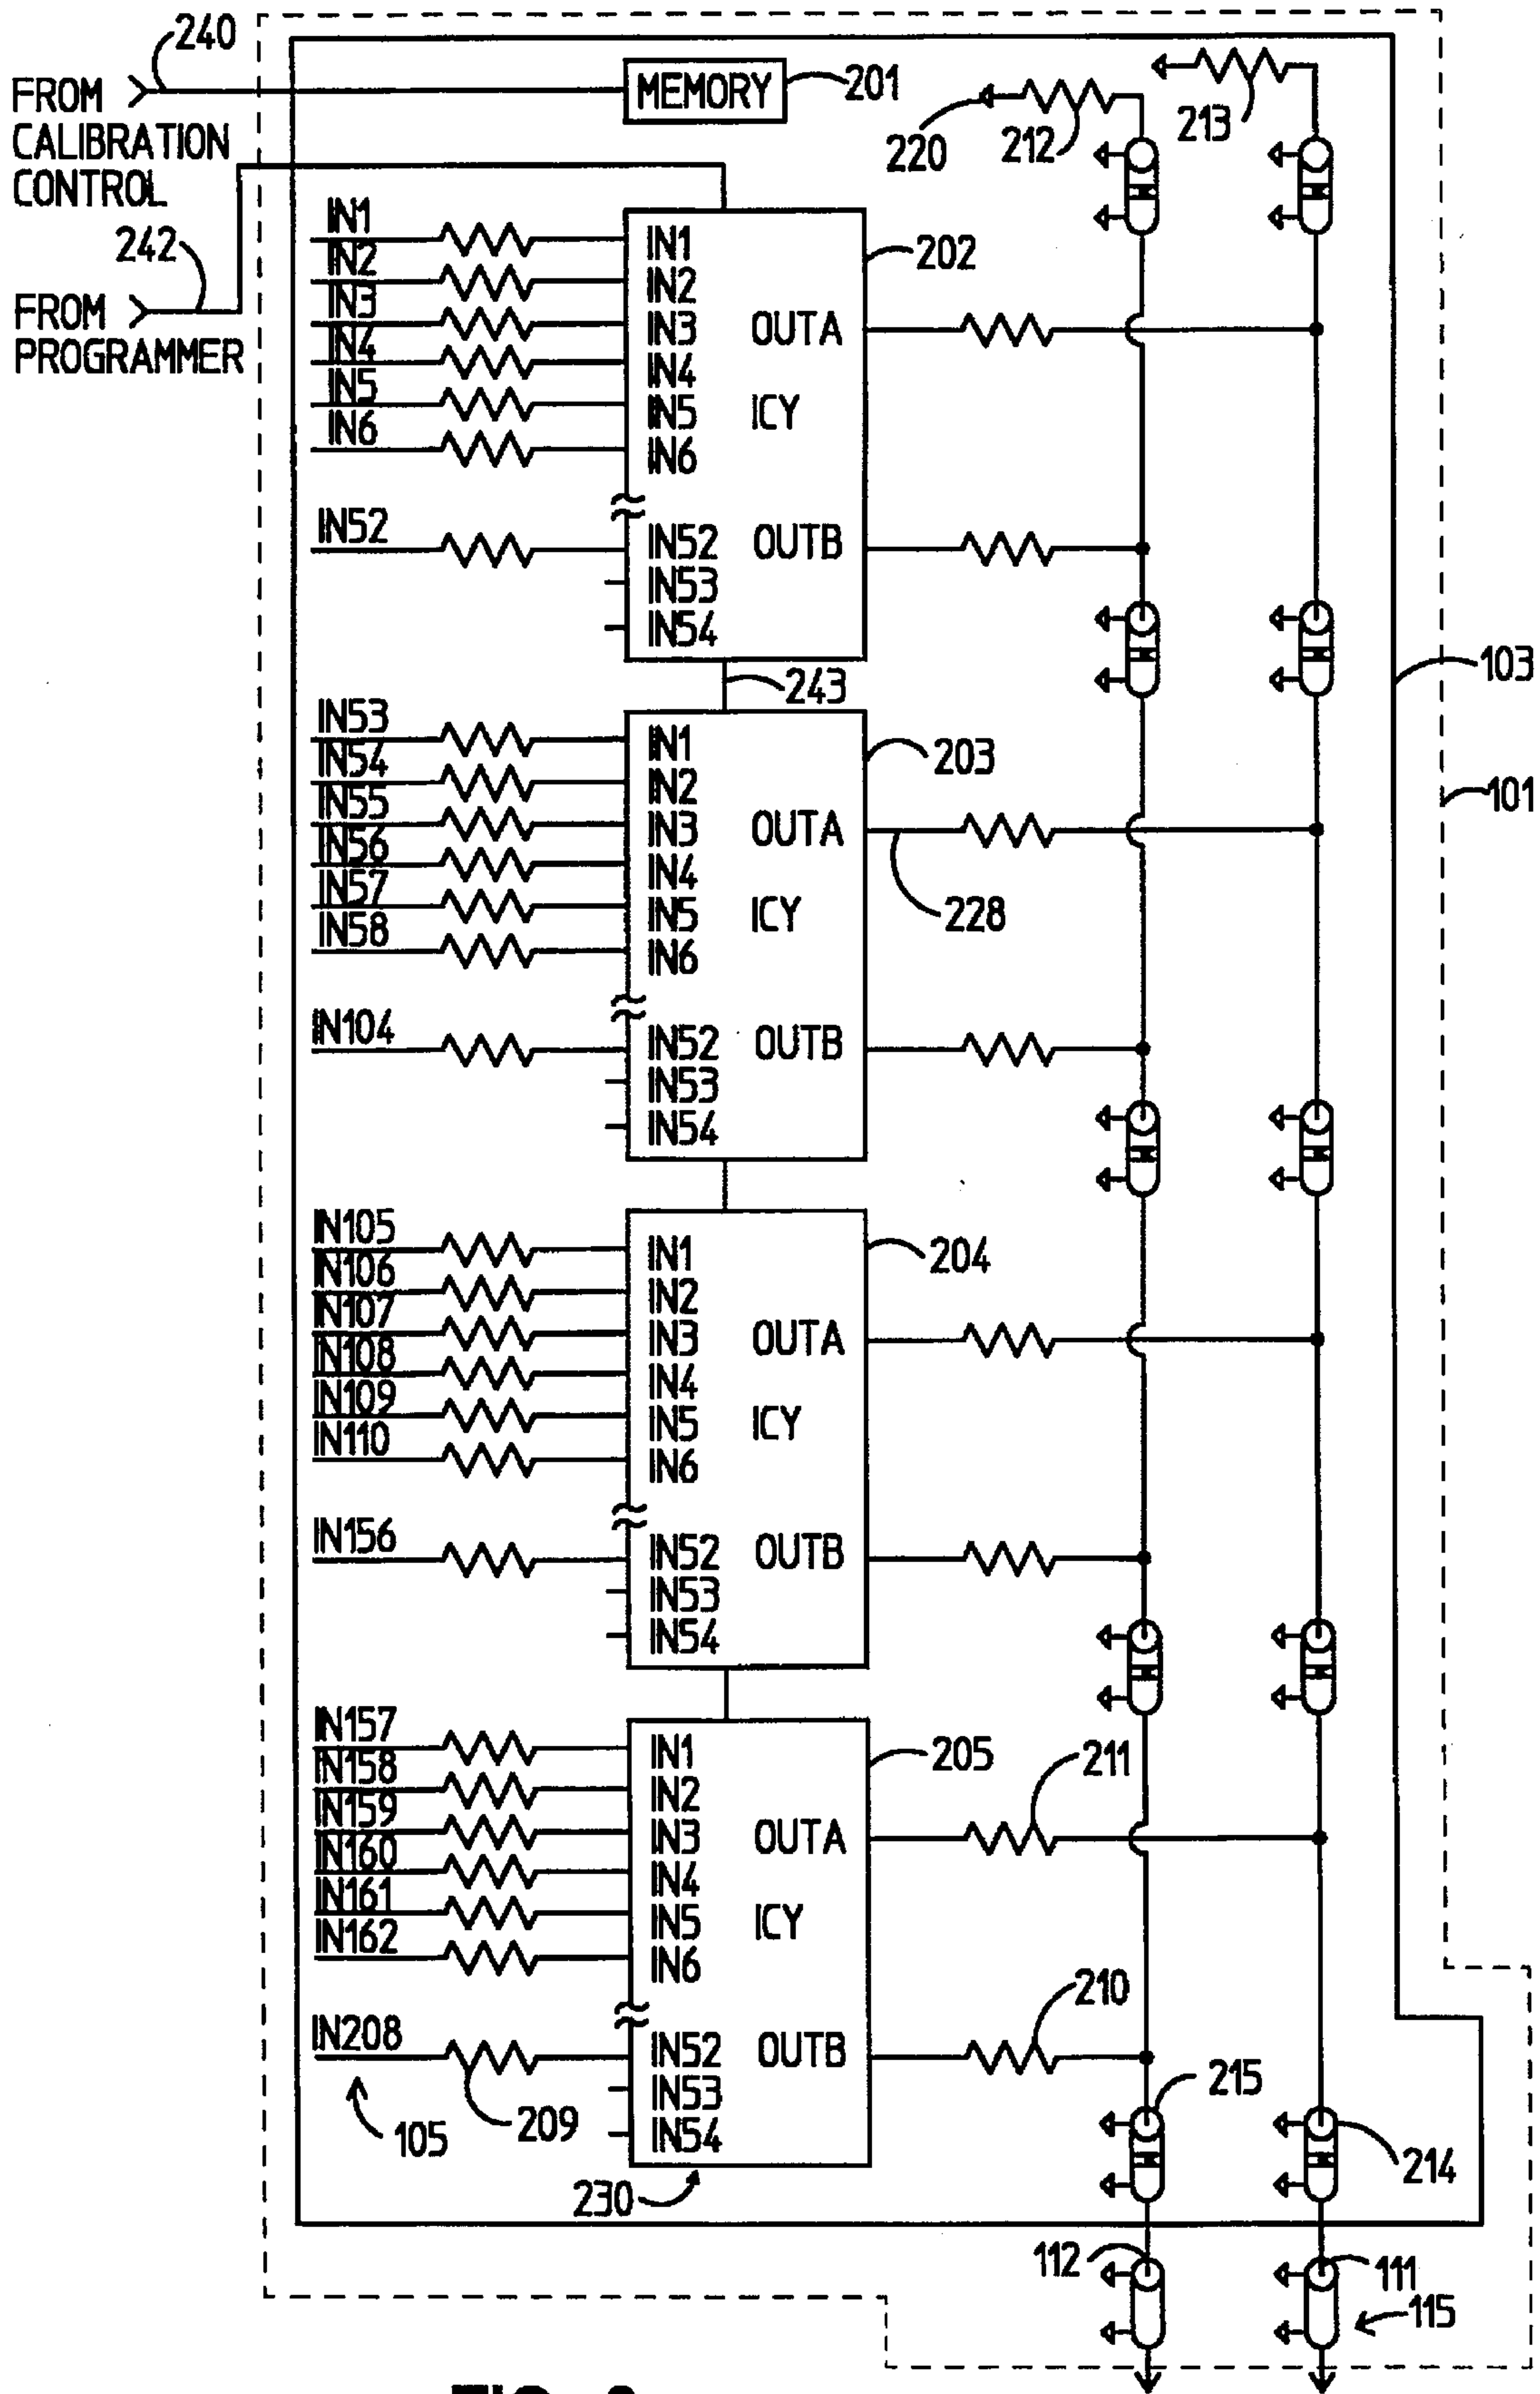 240
FROM
CALIBRATION
CONTROL
MEMORY
201
220
212
213
242
FROM
PROGRAMMER
IN1
IN2
IN3
IN4
IN5
IN6
IN52
IN1
IN2
IN3
IN4
IN5
IN6
IN52
IN53
IN54
OUTA
ICY
OUTB
202
243
103
101
IN53
IN54
IN55
IN56
IN57
IN58
IN104
IN1
IN2
IN3
IN4
IN5
IN6
IN52
IN53
IN54
OUTA
ICY
OUTB
203
228
IN105
IN106
IN107
IN108
IN109
IN110
IN156
IN1
IN2
IN3
IN4
IN5
IN6
IN52
IN53
IN54
OUTA
ICY
OUTB
204
IN157
IN158
IN159
IN160
IN161
IN162
IN208
IN1
IN2
IN3
IN4
IN5
IN6
IN52
IN53
IN54
OUTA
ICY
OUTB
205
211
210
215
214
105
209
230
112
111
115